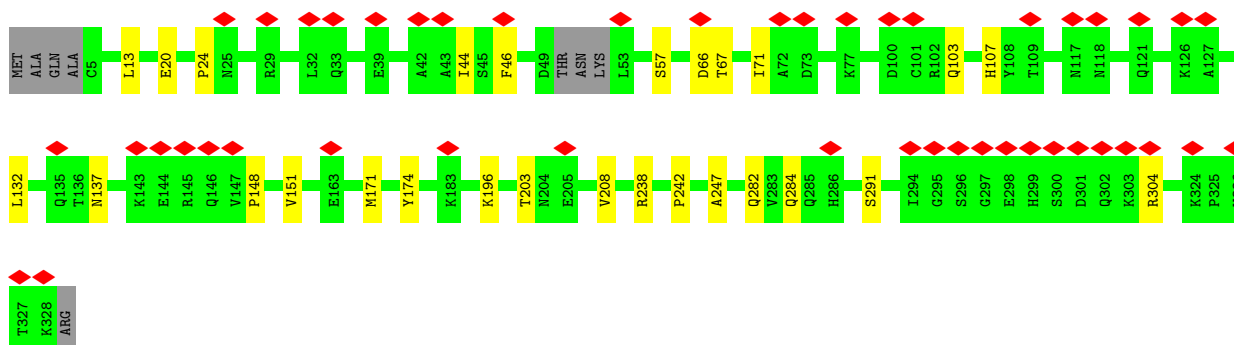 MET ALA GLN ALA C5 L13 E20 P24 N25 R29 L32 Q33 E39 A42 A43 I44 S45 F46 D49 THR ASN LYS L53 S57 D66 T67 I71 A72 D73 K77 D100 C101 R102 Q103 H107 Y108 T109 N117 N118 Q121 K126 A127
L132 Q135 T136 N137 K143 E144 R145 Q146 V147 P148 V151 E163 M171 Y174 K183 K196 T203 N204 E205 V208 R238 P242 A247 Q282 V283 Q284 Q285 H286 S291 I294 G295 S296 G297 E298 H299 S300 D301 Q302 K303 R304 K324 P325
T327 K328 ARG